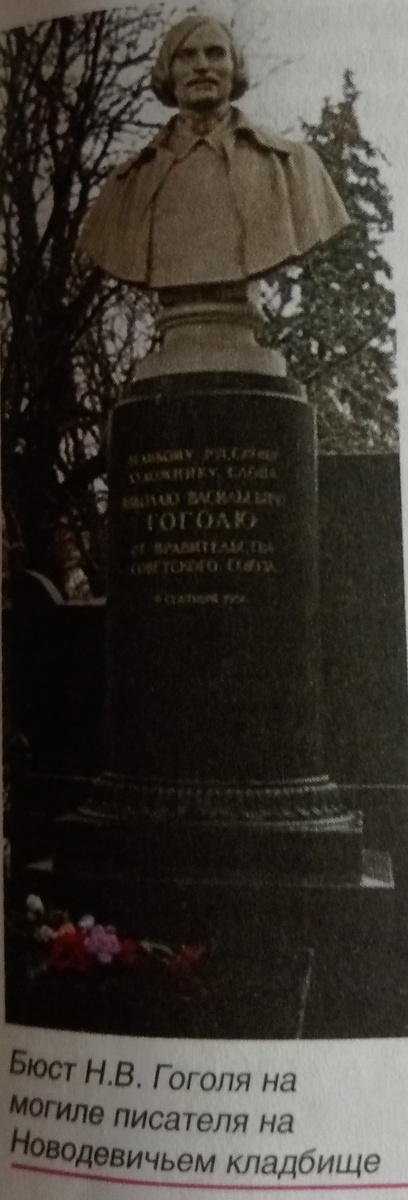 ВЕЛИКОМУ РУССКОМУ
ХУДОЖНИКУ СЛОВА
НИКОЛАЮ ВАСИЛЬЕВИЧУ
ГОГОЛЮ
ОТ ПРАВИТЕЛЬСТВА
СОВЕТСКОГО СОЮЗА
СЕНТЯБРЯ
Бюст Н.В. Гоголя на
могиле писателя на
Новодевичьем кладбище